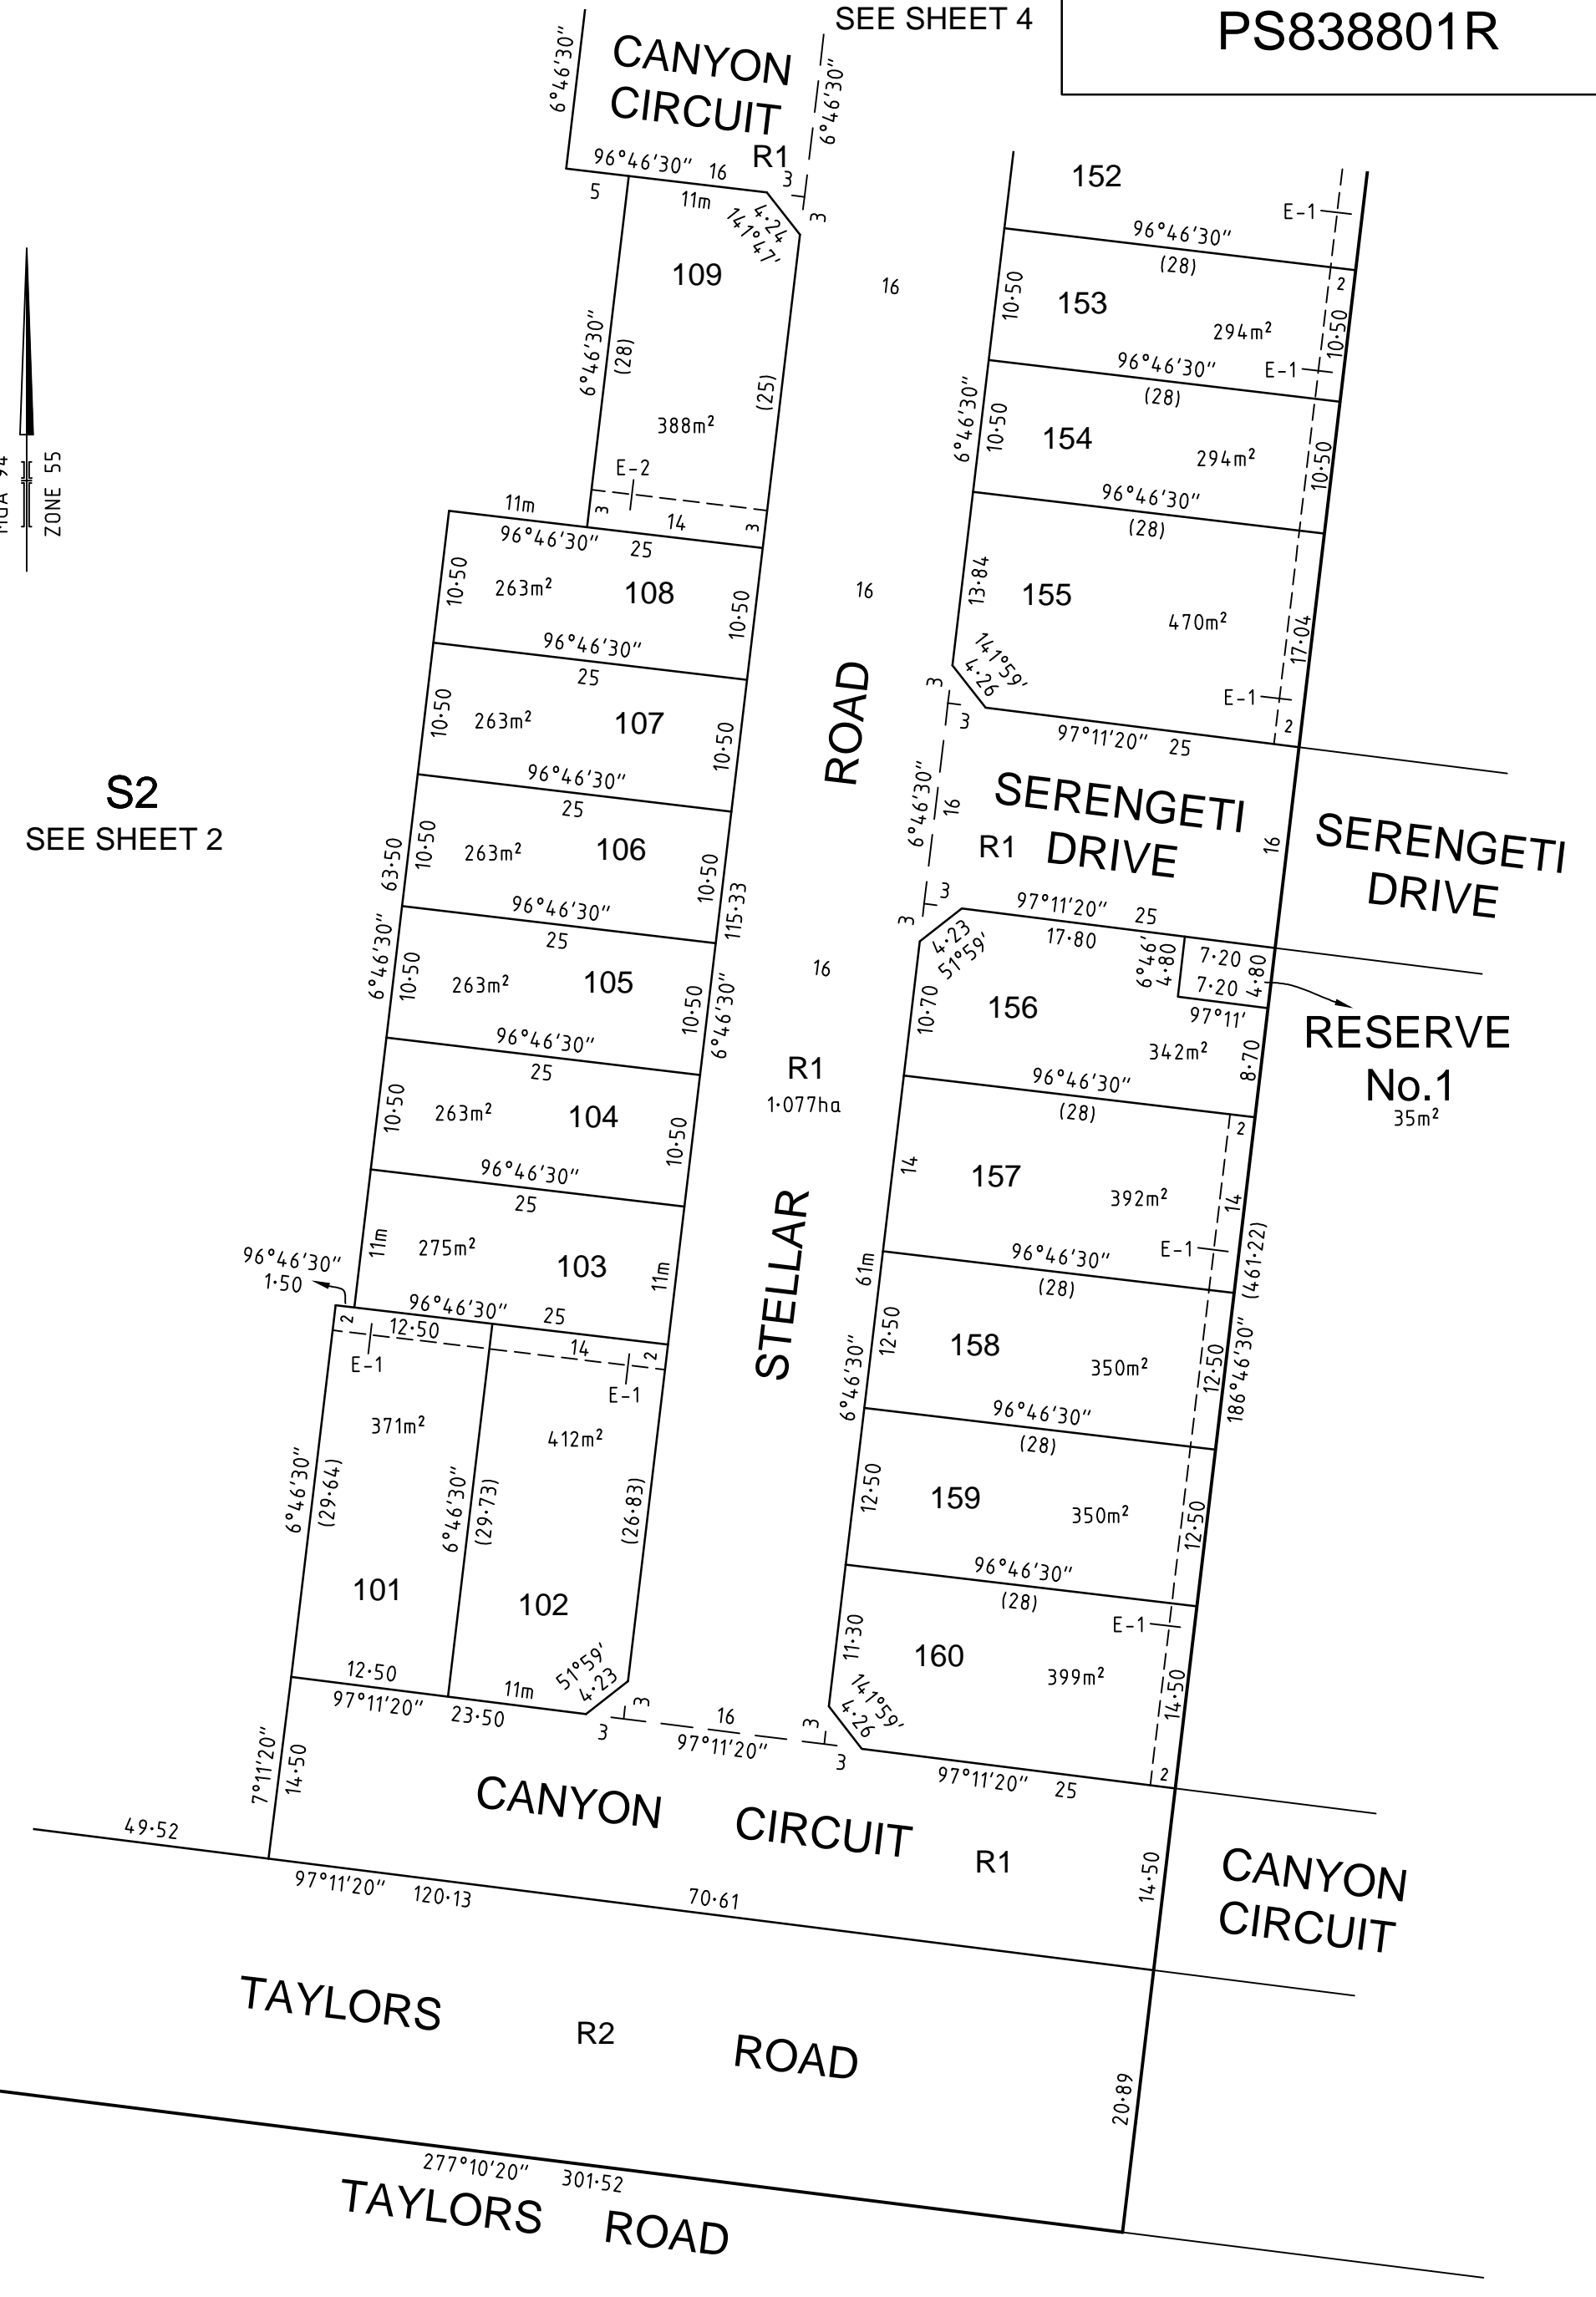 SEE SHEET 4
PS838801R
CANYON
CIRCUIT
6°46'30"
6°46'30"
R1
96°46'30" 16
3
3
5
11m
4·24
141°47'
109
6°46'30"
(28)
(25)
388m²
E-2
3
14
3
152
E-1
96°46'30"
(28)
2
16
10·50
153
294m²
10·50
E-1
96°46'30"
(28)
6°46'30"
10·50
154
294m²
10·50
96°46'30"
(28)
13·84
155
470m²
17·04
141°59'
4·26
E-1
2
3
3
97°11'20" 25
MGA 94
ZONE 55
11m
96°46'30" 25
10·50
263m²
108
10·50
96°46'30"
25
10·50
263m²
107
10·50
96°46'30"
25
63·50
10·50
263m²
106
10·50
115·33
96°46'30"
25
6°46'30"
10·50
263m²
105
10·50
6°46'30"
96°46'30"
25
10·50
263m²
104
10·50
96°46'30"
25
11m
275m²
103
11m
96°46'30"
1·50
96°46'30" 25
S2
SEE SHEET 2
16
ROAD
16
R1
1·077ha
STELLAR
6°46'30"
16
SERENGETI
DRIVE
R1
16
SERENGETI
DRIVE
3
3
97°11'20" 25
4·23
51°59'
17·80
6°46'
4·80
7·20
7·20
4·80
97°11'
RESERVE
No.1
35m²
10·70
156
342m²
8·70
96°46'30"
(28)
2
14
157
392m²
14
E-1
(461·22)
186°46'30"
61m
6°46'30"
96°46'30"
(28)
12·50
158
350m²
12·50
96°46'30"
(28)
12·50
159
350m²
12·50
96°46'30"
(28)
E-1
11·30
160
399m²
14·50
141°59'
4·26
2
97°11'20" 25
2
12·50
14
2
E-1
E-1
371m²
412m²
6°46'30"
(29·64)
6°46'30"
(29·73)
(26·83)
101
102
51°59'
4·23
12·50
11m
97°11'20" 23·50
3
3
16
97°11'20"
3
3
7°11'20"
14·50
CANYON CIRCUIT
R1
14·50
CANYON
CIRCUIT
49·52
97°11'20" 120·13
70·61
TAYLORS R2 ROAD
20·89
277°10'20" 301·52
TAYLORS ROAD